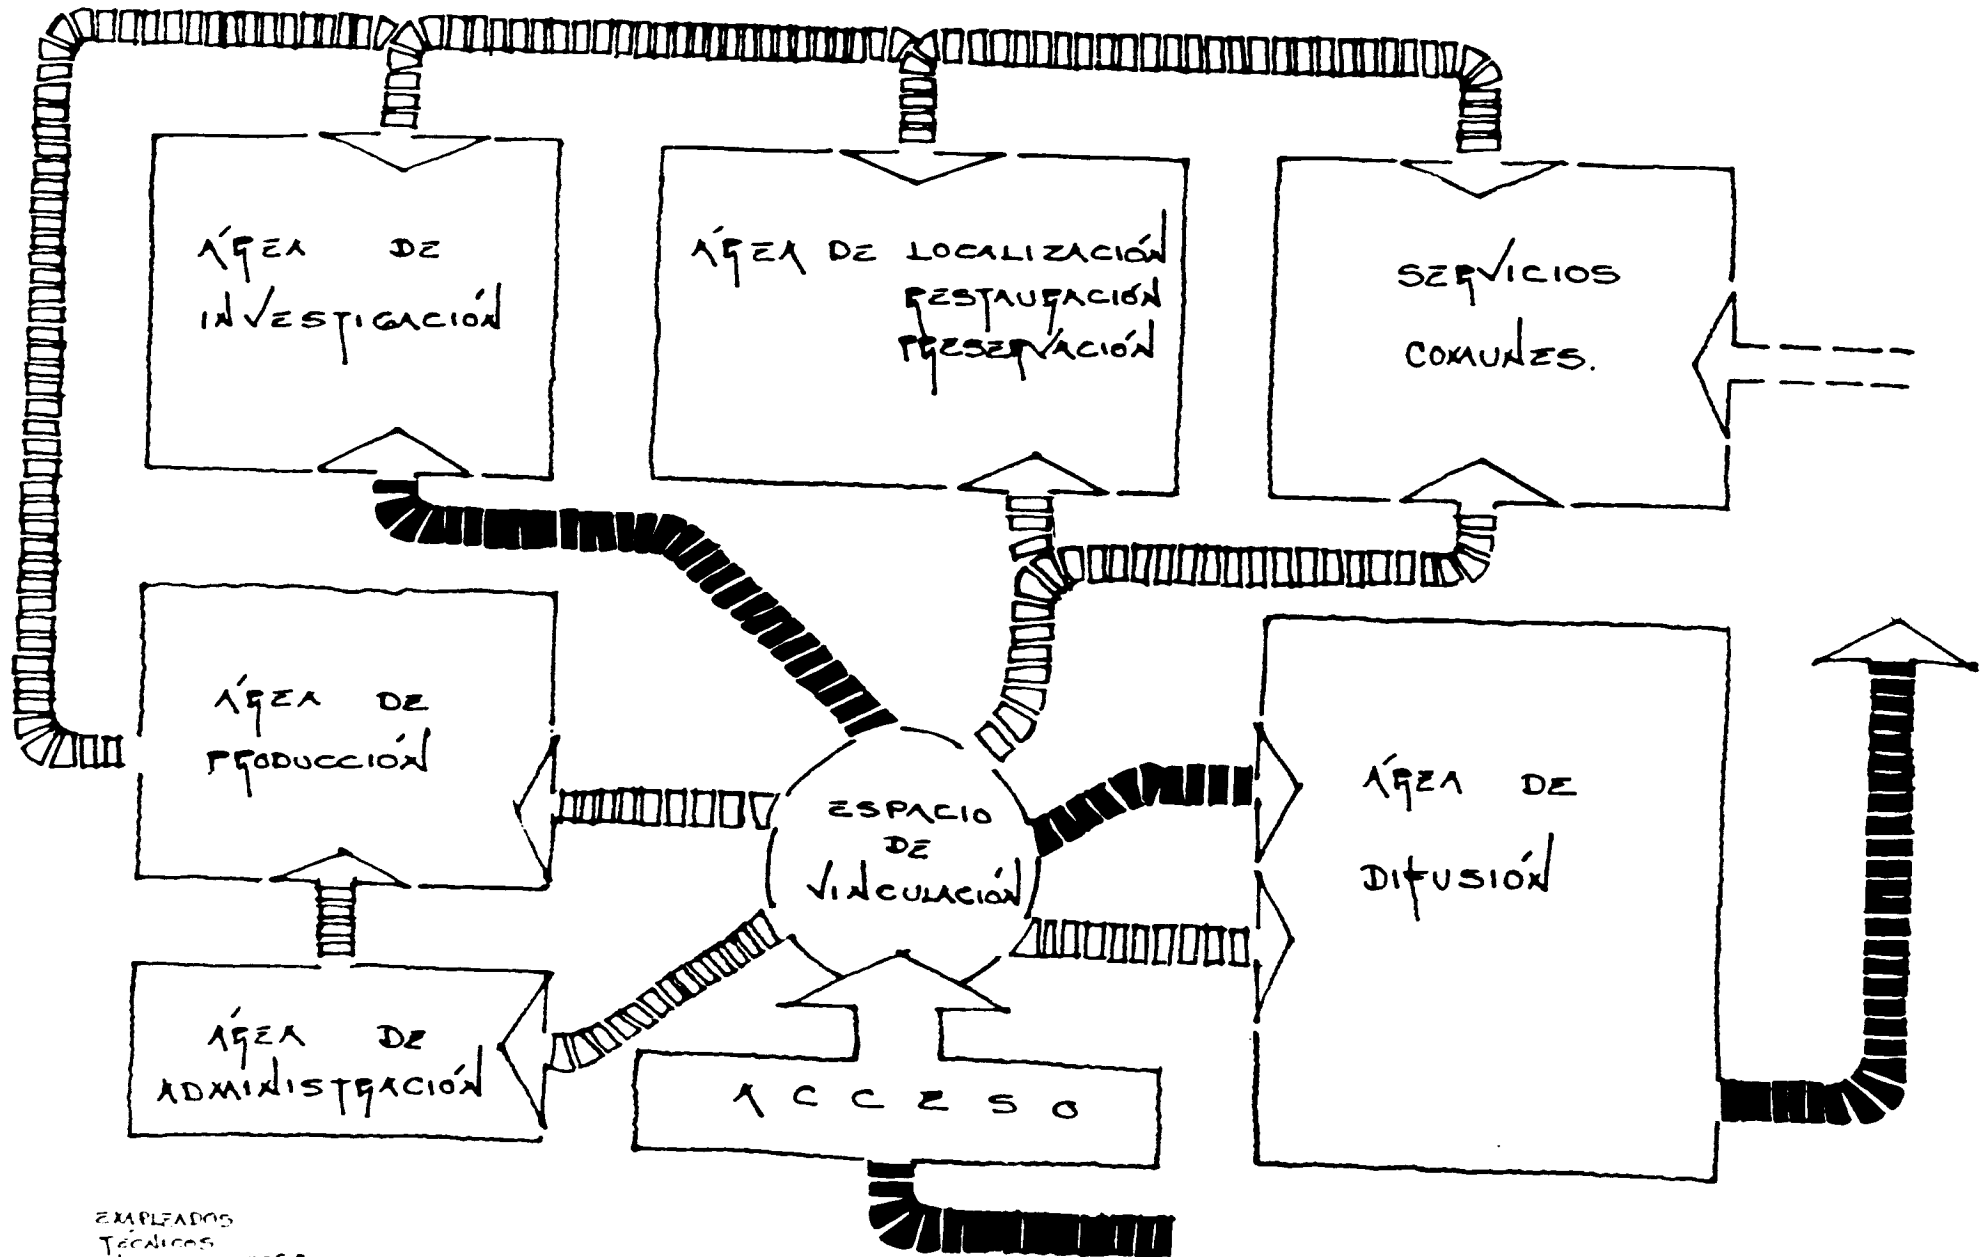 ÁREA DE
INVESTIGACIÓN
ÁREA DE LOCALIZACIÓN
RESTAURACIÓN
PRESERVACIÓN
SERVICIOS
COMUNES.
ÁREA DE
PRODUCCIÓN
ESPACIO
DE
VINCULACIÓN
ÁREA DE
DIFUSIÓN
ÁREA DE
ADMINISTRACIÓN
ACCESO
EMPLEADOS
TÉCNICOS